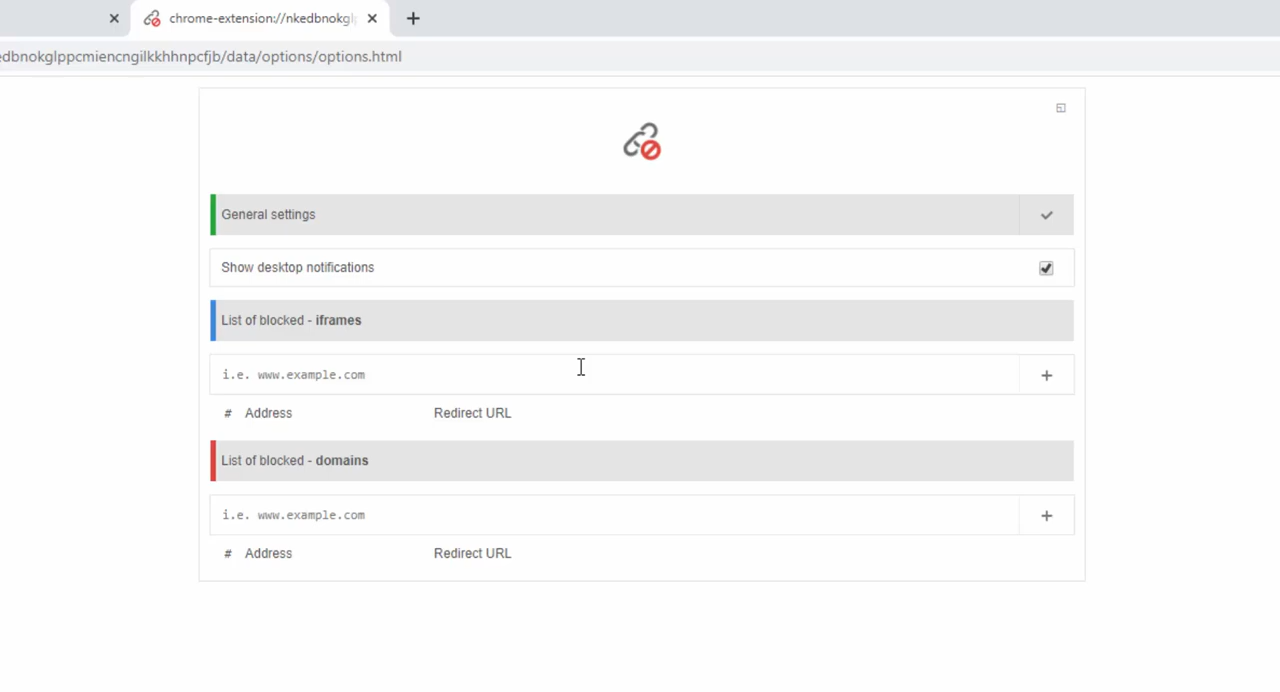 chrome-extension://nkedbnokgl
edbnokglppcmiencngilkkhhnpcfjb/data/options/options.html
General settings
Show desktop notifications
List of blocked - iframes
i.e. www.example.com
# Address Redirect URL
List of blocked - domains
i.e. www.example.com
# Address Redirect URL